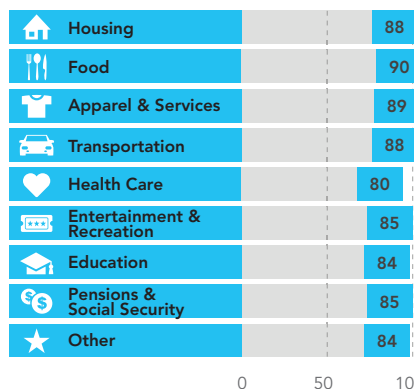 Housing 88
Food 90
Apparel & Services 89
Transportation 88
Health Care 80
Entertainment &
Recreation 85
Education 84
Pensions &
Social Security 85
Other 84
0 50 10